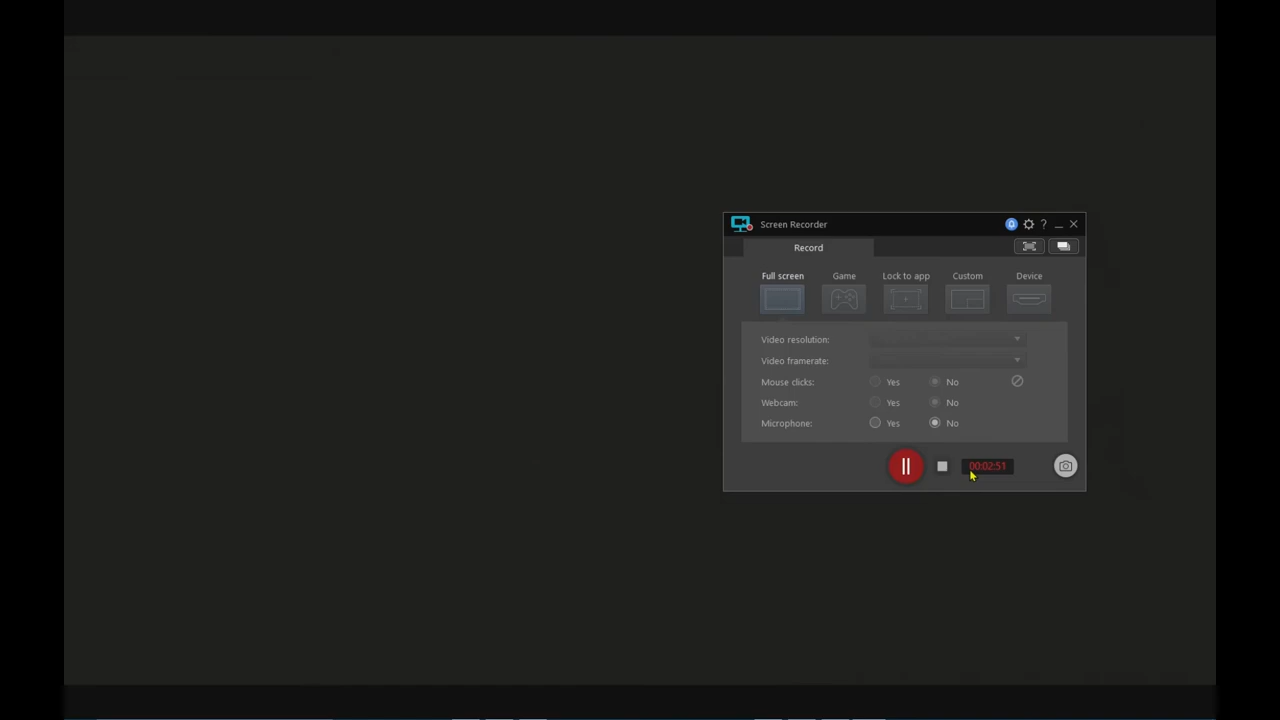 Screen Recorder
?
Record
Full screen
Game
Lock to app
Custom
Device
Video resolution:
Video framerate:
Mouse clicks: Yes No
Webcam: Yes No
Microphone: Yes No
00:02:51